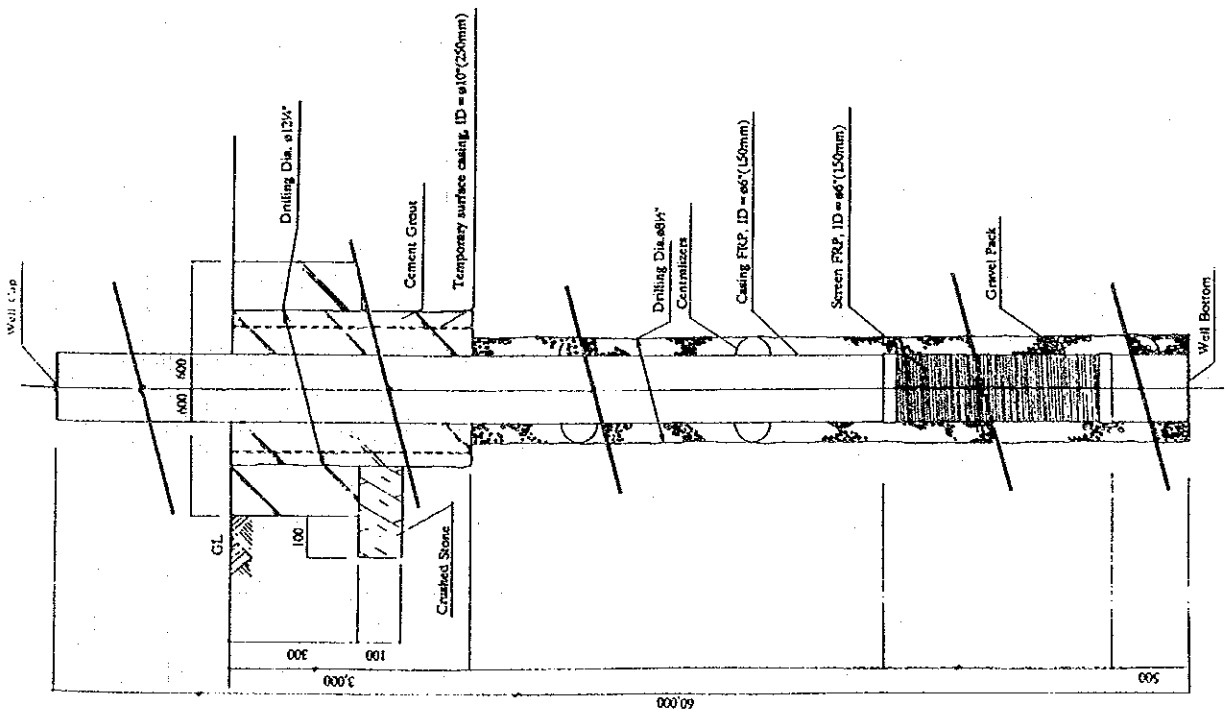 Well Cap
Drilling Dia. ø12¼"
Cement Grout
Temporary surface casing, ID = ø10"(250mm)
600
600
GL
100
Crushed Stone
300
100
3,000
Drilling Dia.ø8½"
Centralizers
Casing FRP, ID = ø6"(150mm)
Screen FRP, ID = ø6"(150mm)
Gravel Pack
Well Bottom
500
60,000